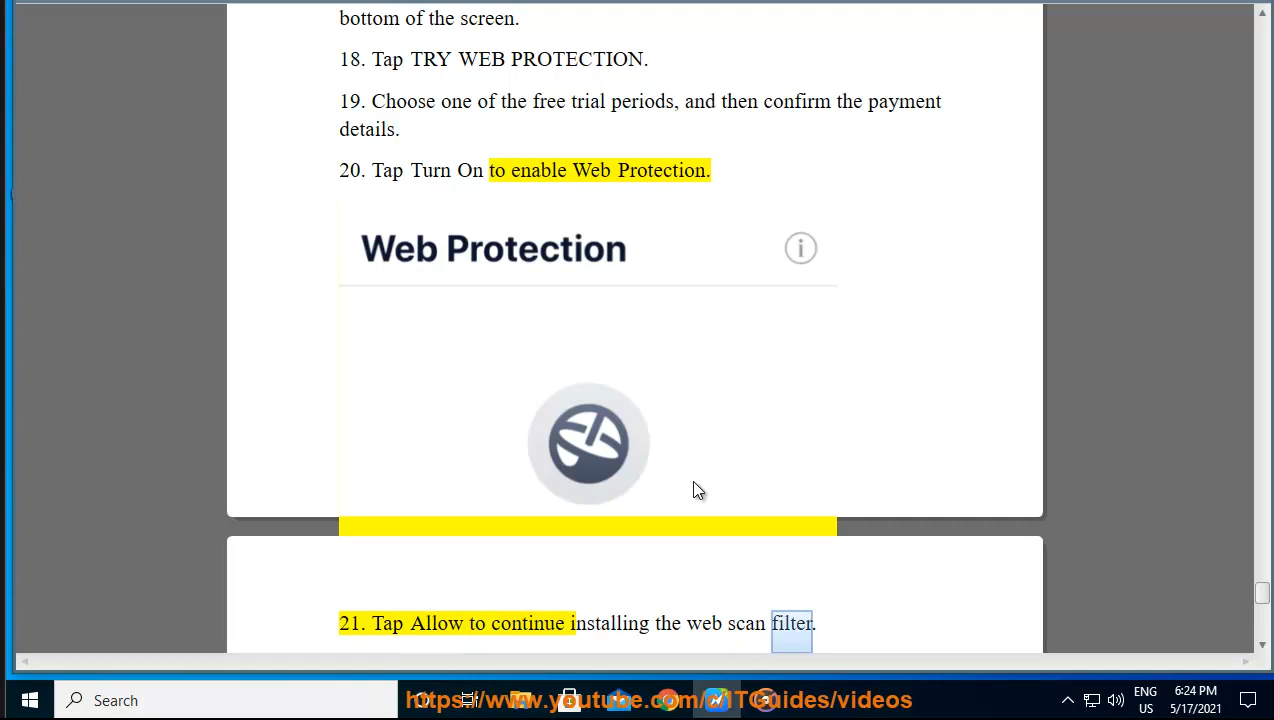 bottom of the screen.
18. Tap TRY WEB PROTECTION.
19. Choose one of the free trial periods, and then confirm the payment
details.
20. Tap Turn On to enable Web Protection.
Web Protection
i
21. Tap Allow to continue installing the web scan filter.
Search
https://www.youtube.com/c/ITGuides/videos
ENG
US
6:24 PM
5/17/2021